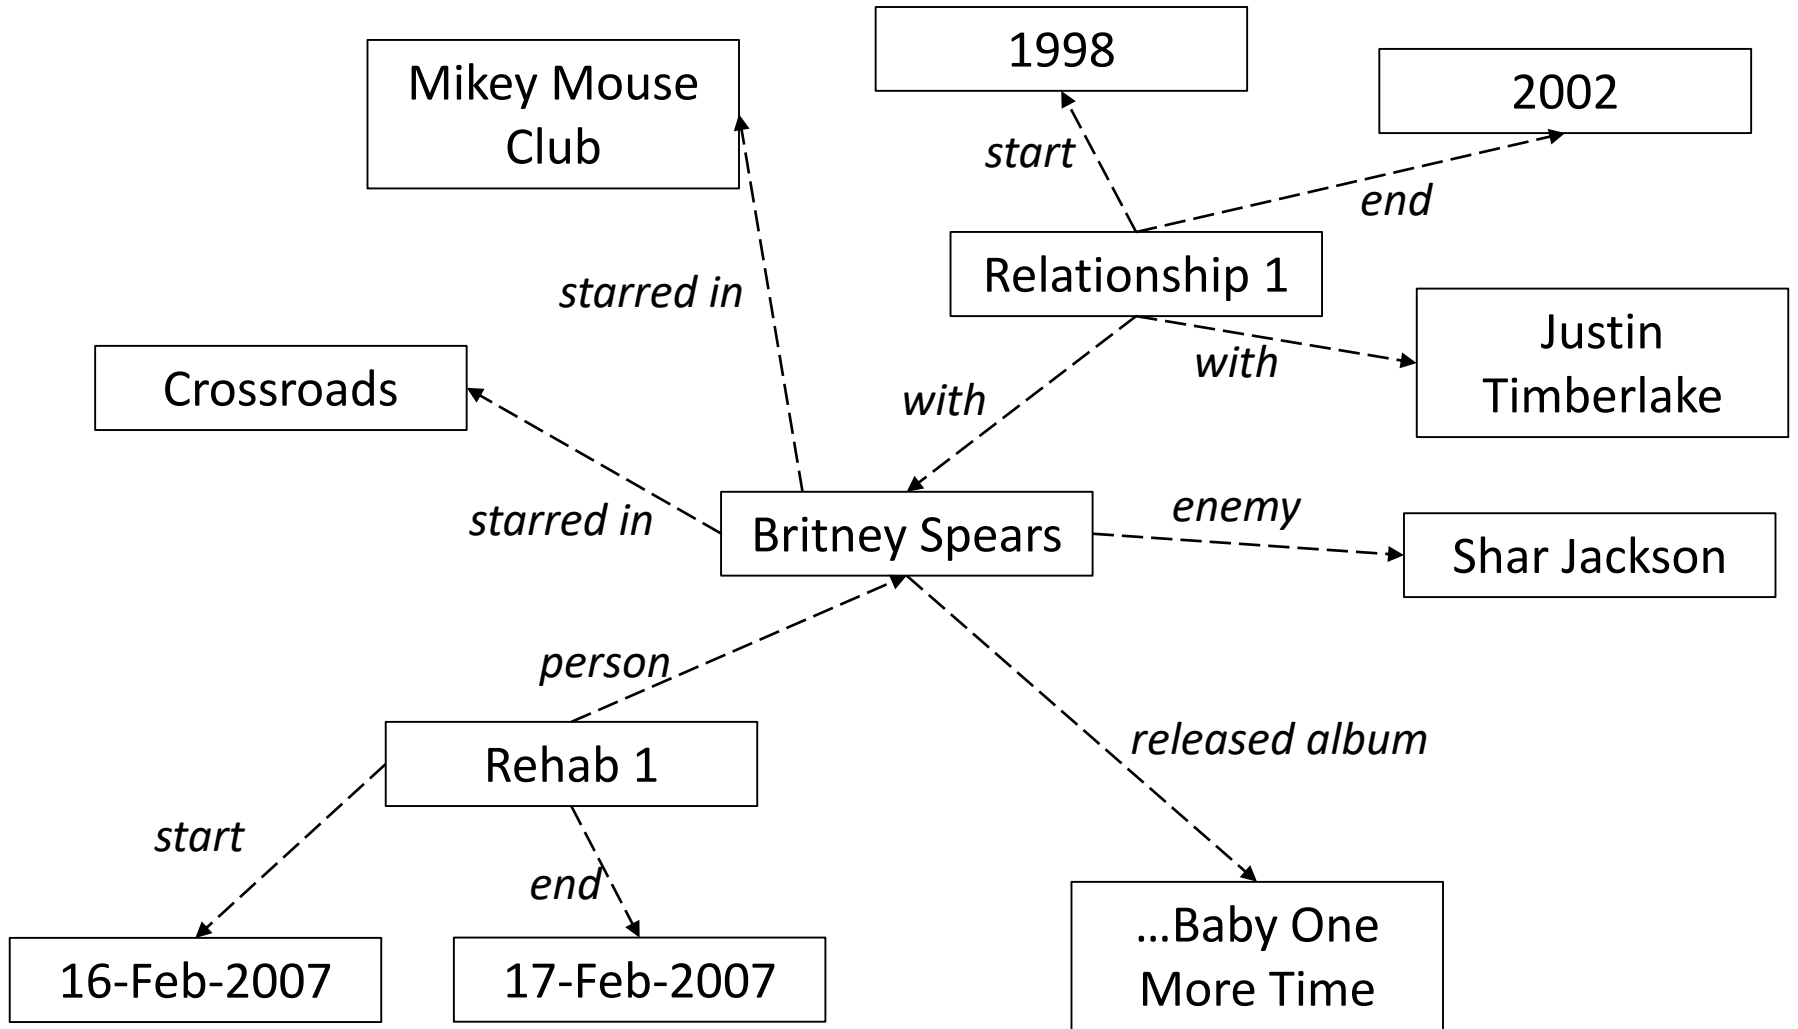 1998
Mikey Mouse
Club
2002
start
end
Relationship 1
starred in
Justin
Timberlake
with
Crossroads
with
enemy
starred in
Britney Spears
Shar Jackson
person
released album
Rehab 1
start
end
...Baby One
More Time
16-Feb-2007
17-Feb-2007